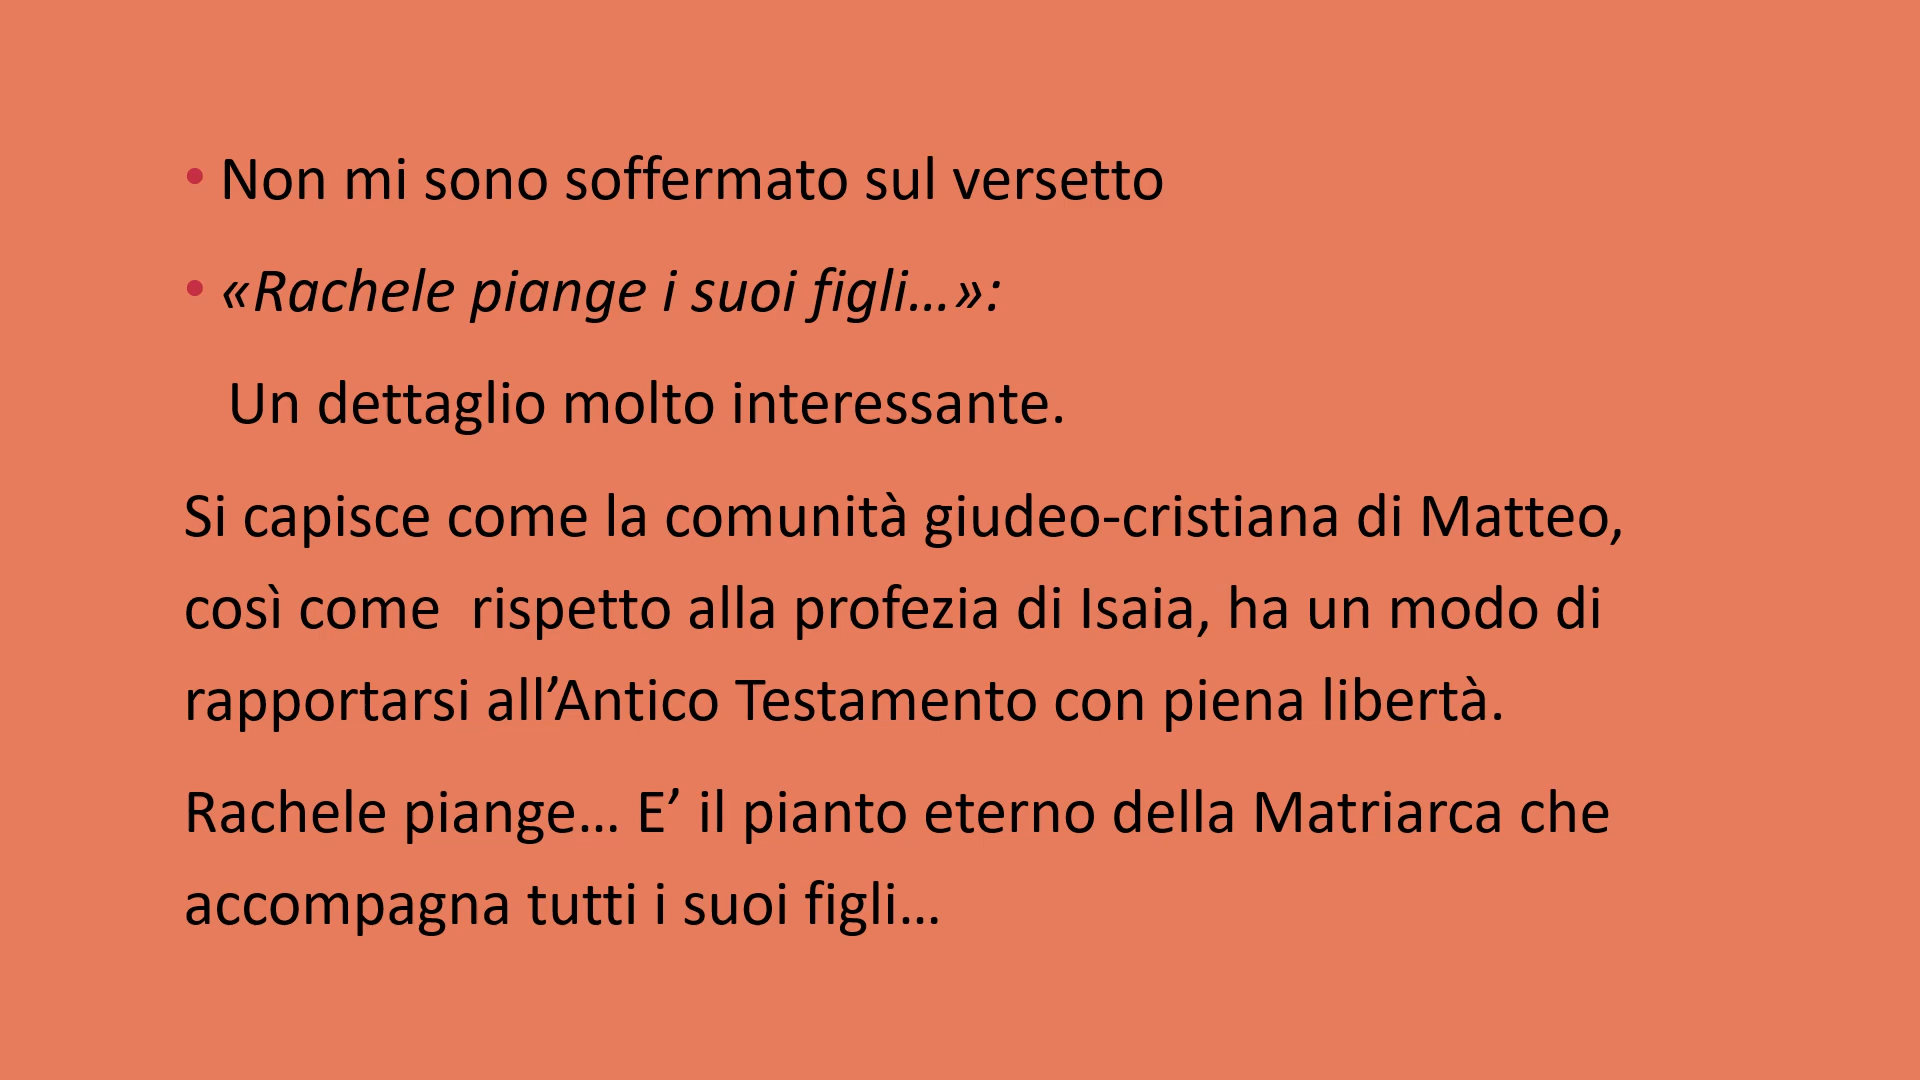 • Non mi sono soffermato sul versetto
• «Rachele piange i suoi figli…»:
Un dettaglio molto interessante.
Si capisce come la comunità giudeo-cristiana di Matteo,
così come  rispetto alla profezia di Isaia, ha un modo di
rapportarsi all’Antico Testamento con piena libertà.
Rachele piange… E’ il pianto eterno della Matriarca che
accompagna tutti i suoi figli…